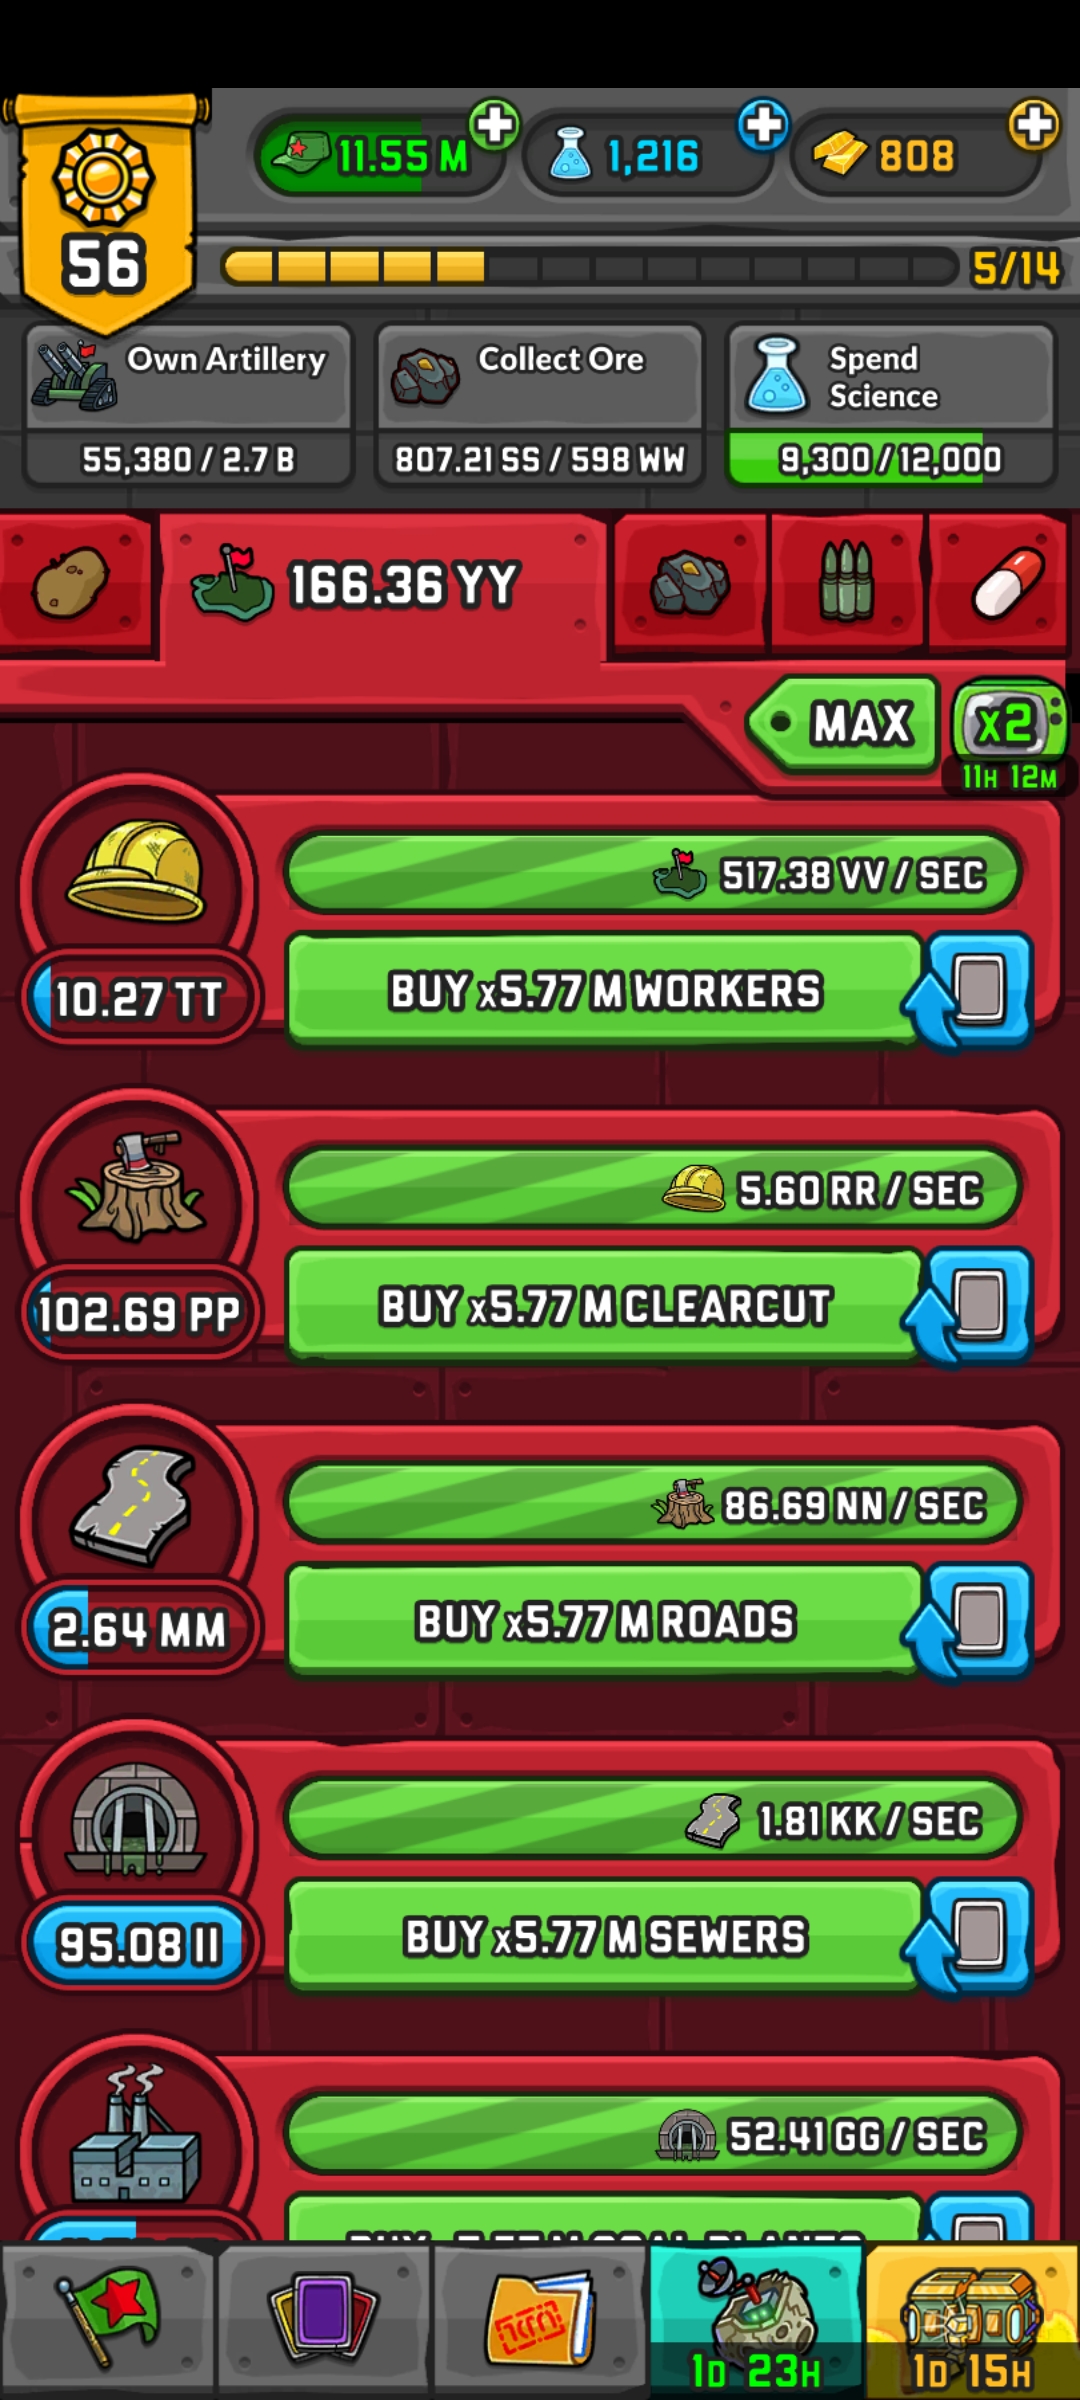 11.55 M
1,216
808
56
5/14
Own Artillery
55,380 / 2.7 B
Collect Ore
807.21 SS / 598 WW
Spend
Science
9,300 / 12,000
166.36 YY
MAX
x2
11H 12M
517.38 VV / SEC
10.27 TT
BUY x5.77 M WORKERS
5.60 RR / SEC
102.69 PP
BUY x5.77 M CLEARCUT
86.69 NN / SEC
2.64 MM
BUY x5.77 M ROADS
1.81 KK / SEC
95.08 II
BUY x5.77 M SEWERS
52.41 GG / SEC
1D 23H
1D 15H